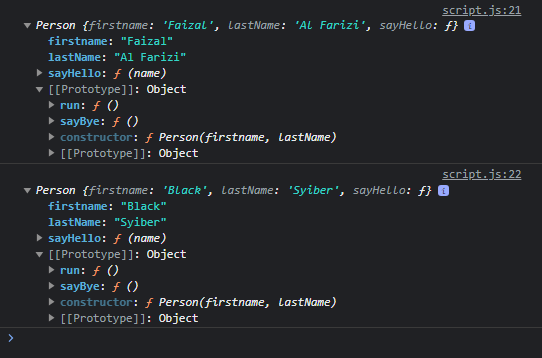 script.js:21
▼ Person {firstname: 'Faizal', lastName: 'Al Farizi', sayHello: ƒ} i
firstname: "Faizal"
lastName: "Al Farizi"
▶ sayHello: ƒ (name)
▼ [[Prototype]]: Object
▶ run: ƒ ()
▶ sayBye: ƒ ()
▶ constructor: ƒ Person(firstname, lastName)
▶ [[Prototype]]: Object
script.js:22
▼ Person {firstname: 'Black', lastName: 'Syiber', sayHello: ƒ} i
firstname: "Black"
lastName: "Syiber"
▶ sayHello: ƒ (name)
▼ [[Prototype]]: Object
▶ run: ƒ ()
▶ sayBye: ƒ ()
▶ constructor: ƒ Person(firstname, lastName)
▶ [[Prototype]]: Object
>